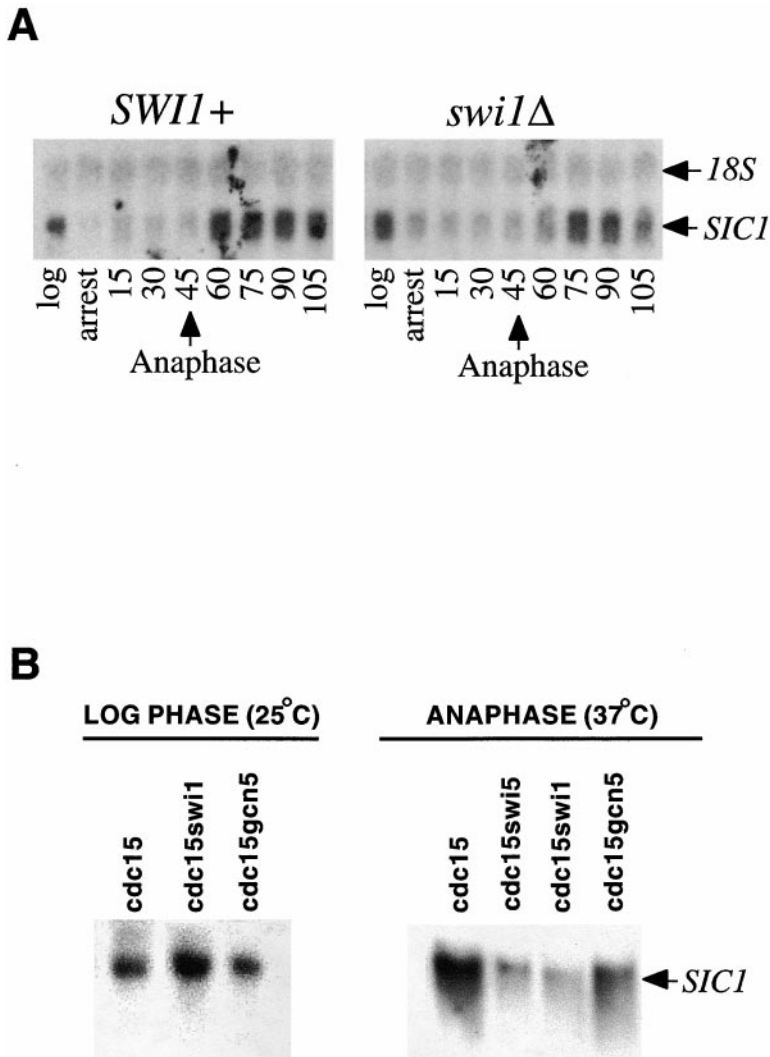 A
SWI1+ swi1Δ
18S
SIC1
log arrest 15 30 45 60 75 90 105 log arrest 15 30 45 60 75 90 105
Anaphase Anaphase
B
LOG PHASE (25°C) ANAPHASE (37°C)
cdc15 cdc15swi1 cdc15gcn5 cdc15 cdc15swi5 cdc15swi1 cdc15gcn5
SIC1